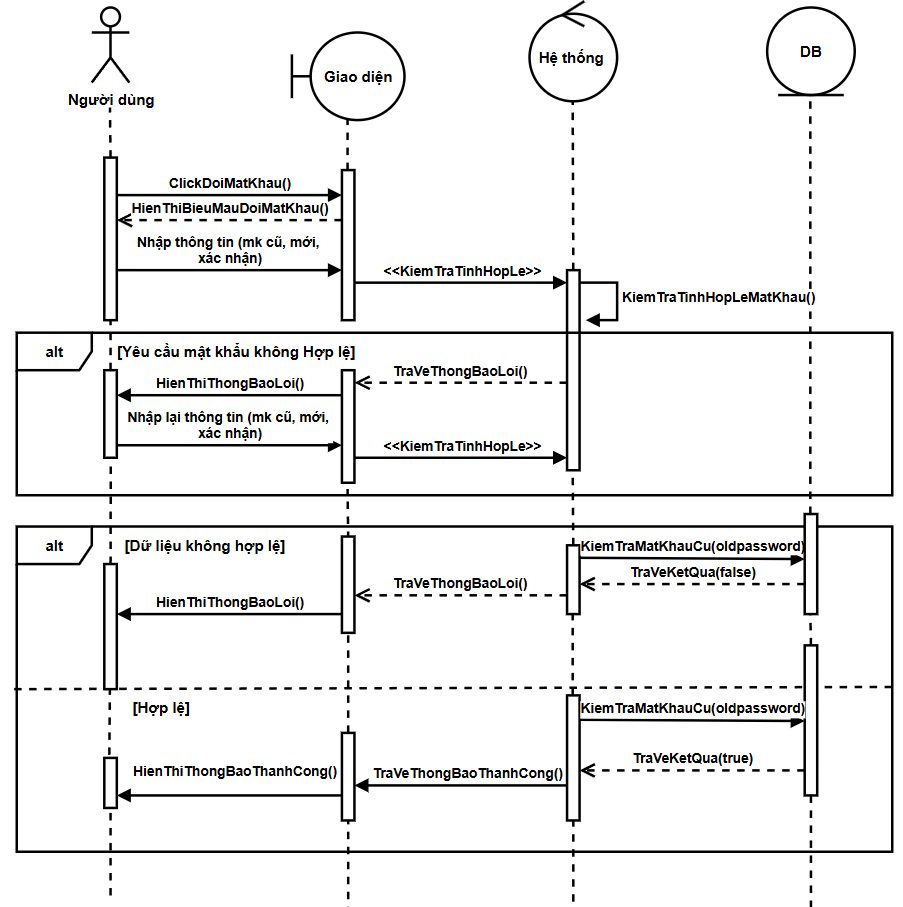 Người dùng
Giao diện
Hệ thống
DB
ClickDoiMatKhau()
HienThiBieuMauDoiMatKhau()
Nhập thông tin (mk cũ, mới,
xác nhận)
<<KiemTraTinhHopLe>>
KiemTraTinhHopLeMatKhau()
alt
[Yêu cầu mật khẩu không Hợp lệ]
TraVeThongBaoLoi()
HienThiThongBaoLoi()
Nhập lại thông tin (mk cũ, mới,
xác nhận)
<<KiemTraTinhHopLe>>
alt
[Dữ liệu không hợp lệ]
KiemTraMatKhauCu(oldpassword)
TraVeKetQua(false)
TraVeThongBaoLoi()
HienThiThongBaoLoi()
[Hợp lệ]
KiemTraMatKhauCu(oldpassword)
TraVeKetQua(true)
TraVeThongBaoThanhCong()
HienThiThongBaoThanhCong()